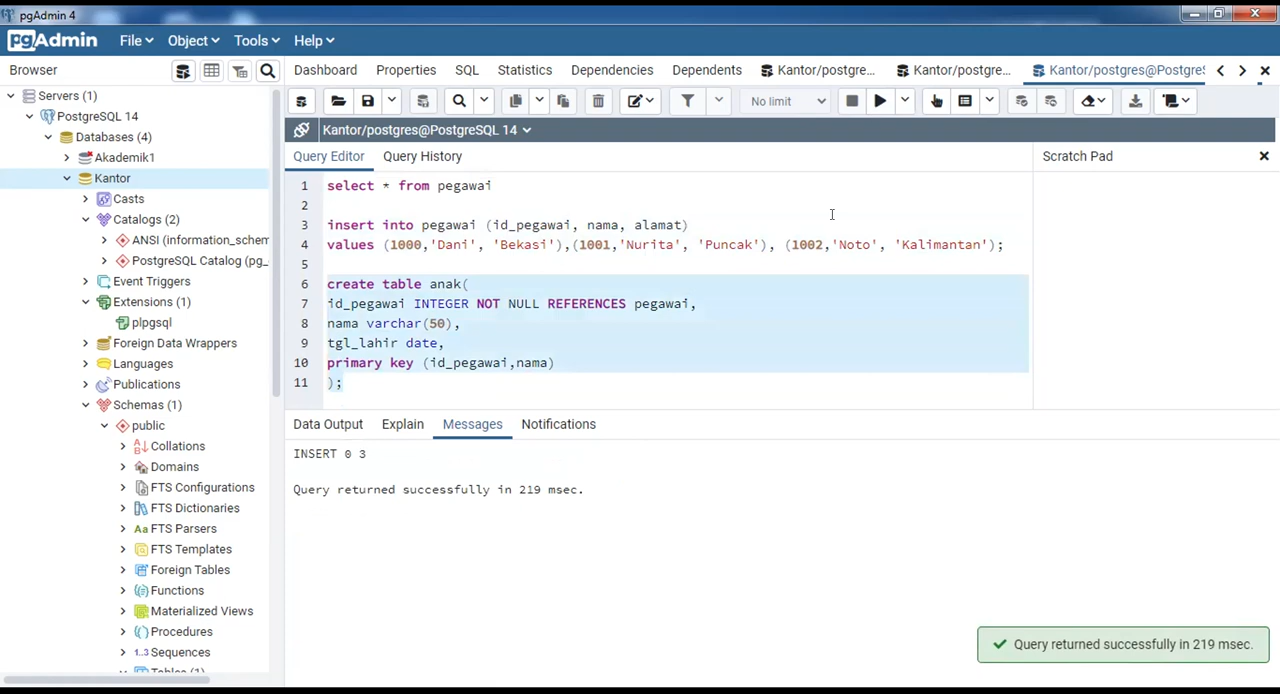 pgAdmin 4
pgAdmin File Object Tools Help
Browser
Dashboard Properties SQL Statistics Dependencies Dependents Kantor/postgre... Kantor/postgre... Kantor/postgres@PostgreS
No limit
Kantor/postgres@PostgreSQL 14
Query Editor Query History
Scratch Pad
Servers (1)
PostgreSQL 14
Databases (4)
Akademik1
Kantor
Casts
Catalogs (2)
ANSI (information_schem
PostgreSQL Catalog (pg_
Event Triggers
Extensions (1)
plpgsql
Foreign Data Wrappers
Languages
Publications
Schemas (1)
public
Collations
Domains
FTS Configurations
FTS Dictionaries
Aa FTS Parsers
FTS Templates
Foreign Tables
Functions
Materialized Views
Procedures
1..3 Sequences
Tables (1)
1 select * from pegawai
2
3 insert into pegawai (id_pegawai, nama, alamat)
4 values (1000,'Dani', 'Bekasi'),(1001,'Nurita', 'Puncak'), (1002,'Noto', 'Kalimantan');
5
6 create table anak(
7 id_pegawai INTEGER NOT NULL REFERENCES pegawai,
8 nama varchar(50),
9 tgl_lahir date,
10 primary key (id_pegawai,nama)
11 );
Data Output Explain Messages Notifications
INSERT 0 3
Query returned successfully in 219 msec.
Query returned successfully in 219 msec.